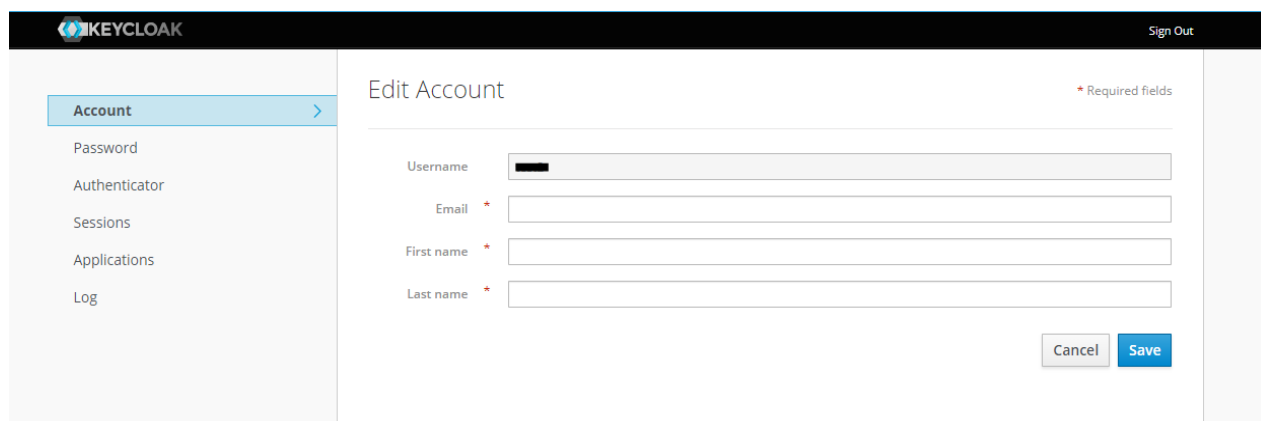 KEYCLOAK
Sign Out
Account
Password
Authenticator
Sessions
Applications
Log
Edit Account
* Required fields
Username
Email *
First name *
Last name *
Cancel
Save